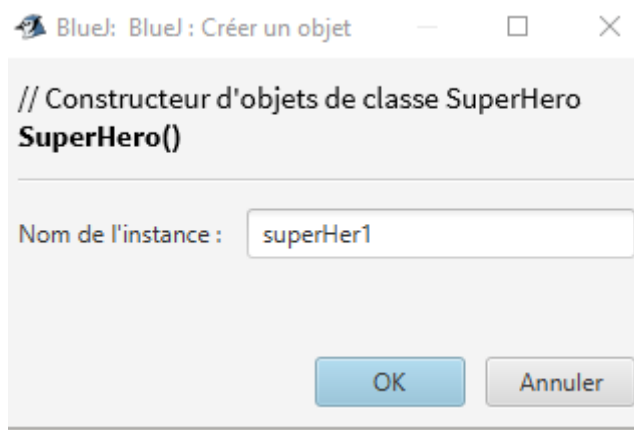 BlueJ: BlueJ : Créer un objet
// Constructeur d'objets de classe SuperHero
SuperHero()
Nom de l'instance : superHer1
OK Annuler